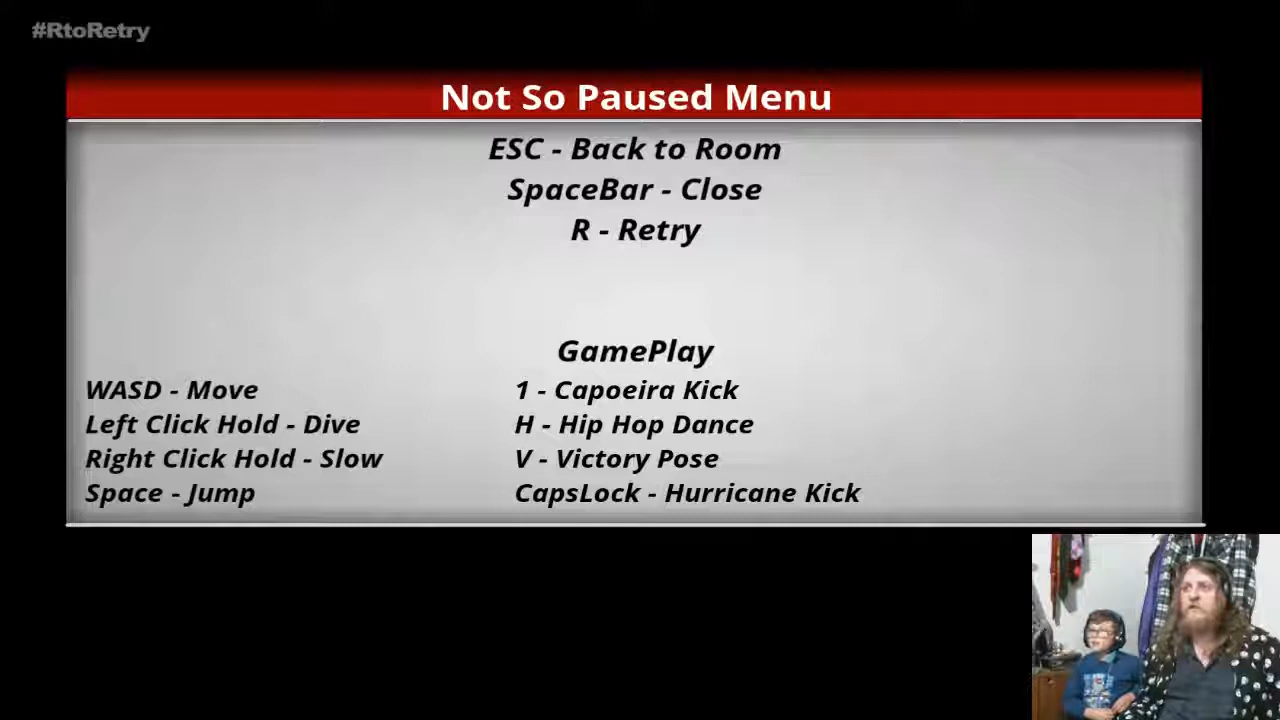 #RtoRetry
Not So Paused Menu
ESC - Back to Room
SpaceBar - Close
R - Retry
GamePlay
WASD - Move
Left Click Hold - Dive
Right Click Hold - Slow
Space - Jump
1 - Capoeira Kick
H - Hip Hop Dance
V - Victory Pose
CapsLock - Hurricane Kick